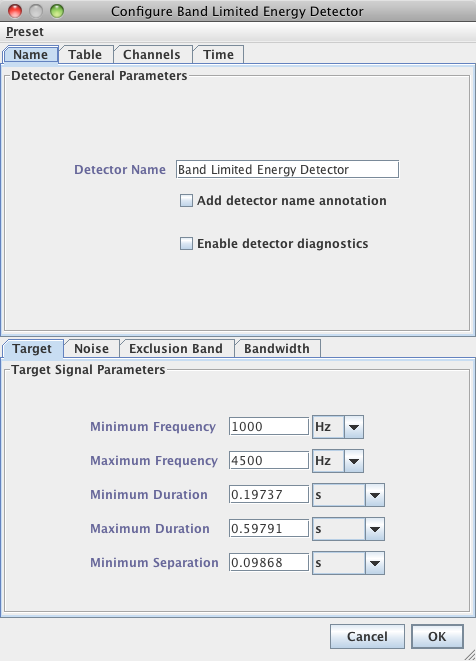 Configure Band Limited Energy Detector
Preset
Name Table Channels Time
Detector General Parameters
Detector Name Band Limited Energy Detector
Add detector name annotation
Enable detector diagnostics
Target Noise Exclusion Band Bandwidth
Target Signal Parameters
Minimum Frequency 1000 Hz
Maximum Frequency 4500 Hz
Minimum Duration 0.19737 s
Maximum Duration 0.59791 s
Minimum Separation 0.09868 s
Cancel OK